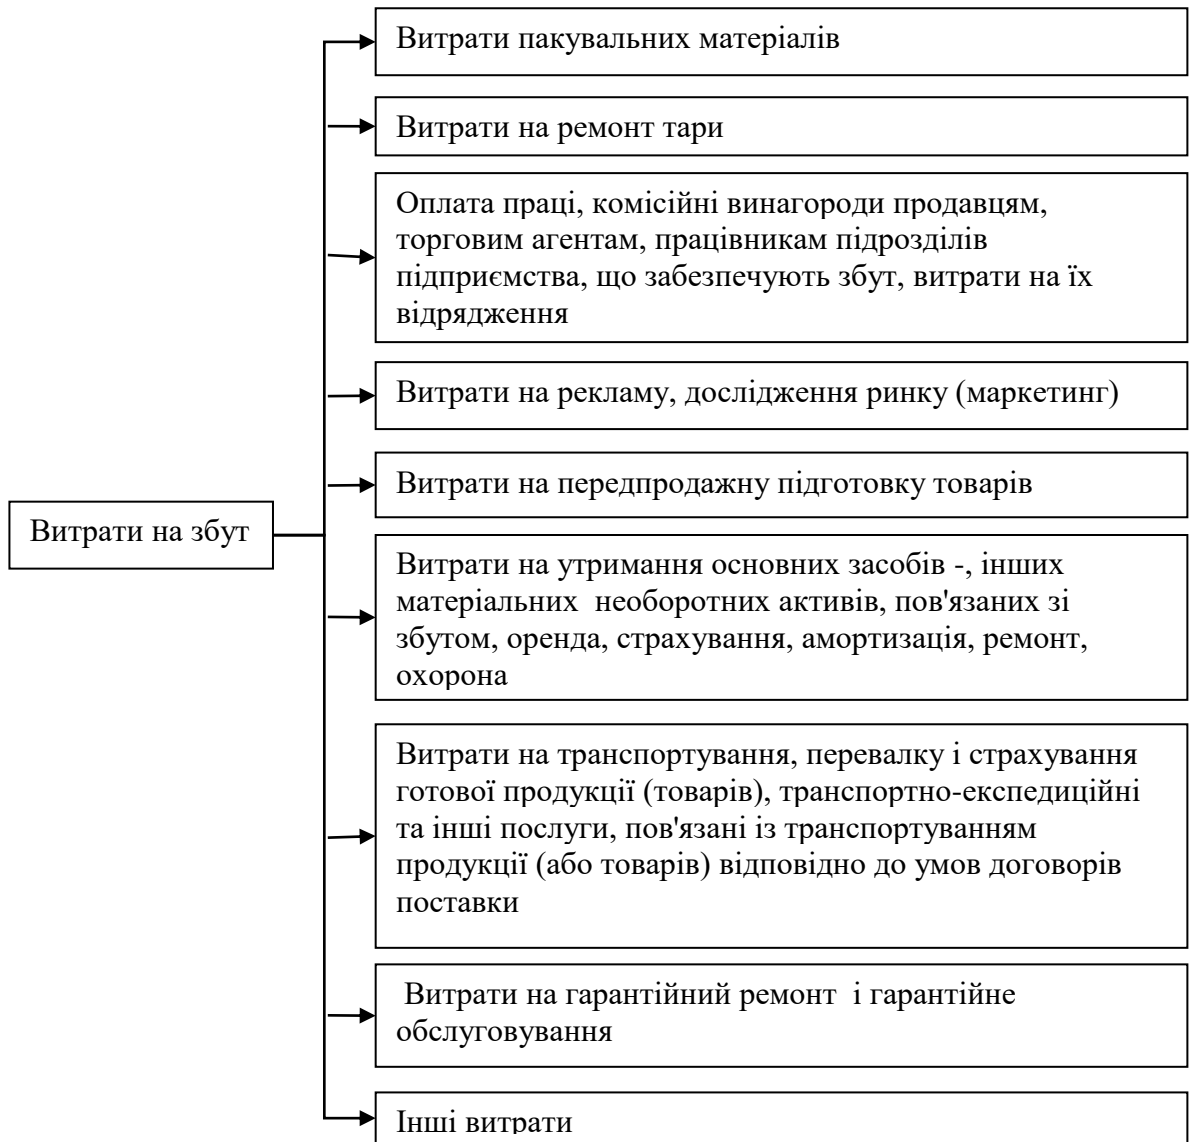 Витрати пакувальних матеріалів
Витрати на ремонт тари
Оплата праці, комісійні винагороди продавцям,
торговим агентам, працівникам підрозділів
підприємства, що забезпечують збут, витрати на їх
відрядження
Витрати на рекламу, дослідження ринку (маркетинг)
Витрати на передпродажну підготовку товарів
Витрати на збут
Витрати на утримання основних засобів -, інших
матеріальних необоротних активів, пов'язаних зі
збутом, оренда, страхування, амортизація, ремонт,
охорона
Витрати на транспортування, перевалку і страхування
готової продукції (товарів), транспортно-експедиційні
та інші послуги, пов'язані із транспортуванням
продукції (або товарів) відповідно до умов договорів
поставки
Витрати на гарантійний ремонт і гарантійне
обслуговування
Інші витрати